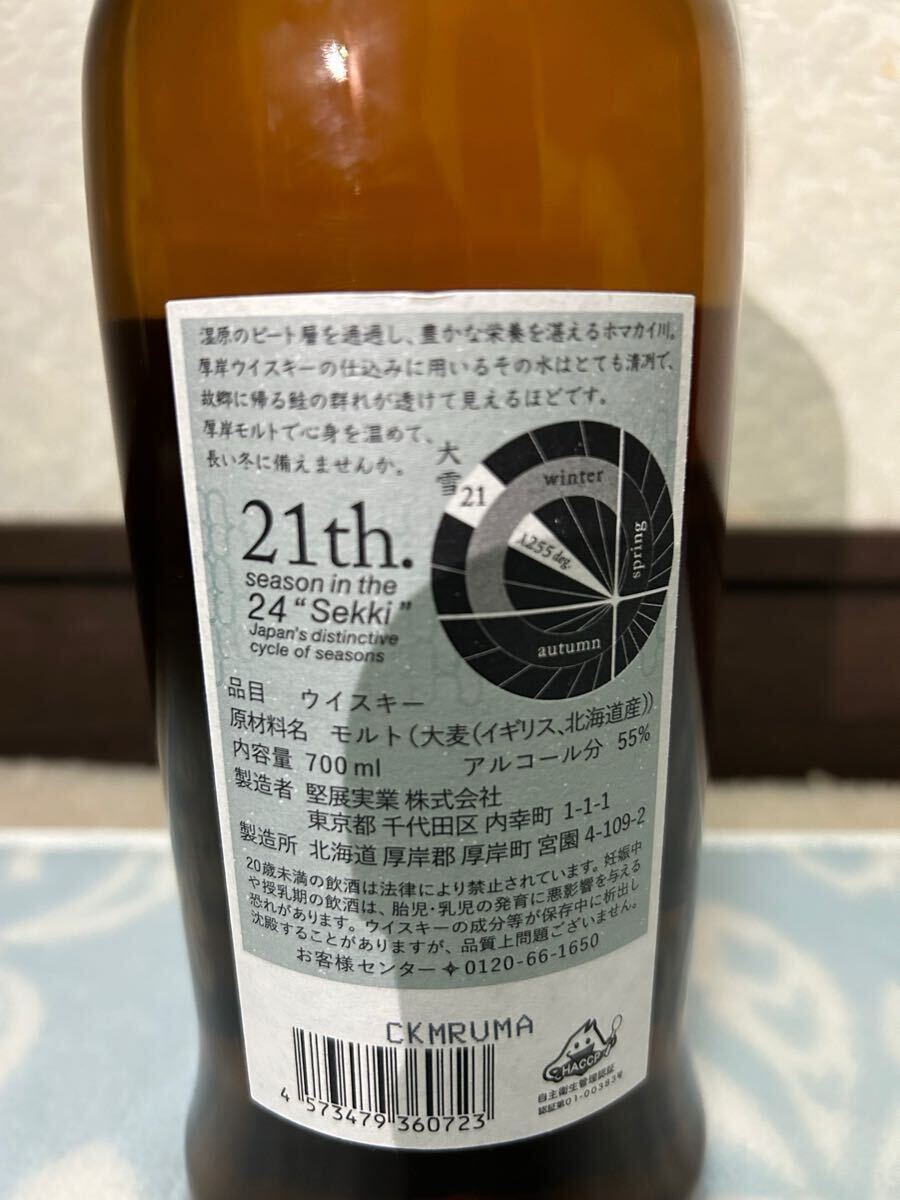 湿原のピート層を通過し、豊かな栄養を湛えるホマカイ川。
厚岸ウイスキーの仕込みに用いるその水はとても清冽で、
故郷に帰る鮭の群れが透けて見えるほどです。
厚岸モルトで心身を温めて、
長い冬に備えませんか。
大雪
21
winter
spring
autumn
1255 deg.
21th.
season in the
24 “Sekki”
Japan's distinctive
cycle of seasons
品目 ウイスキー
原材料名 モルト(大麦(イギリス、北海道産))
内容量 700ml アルコール分 55%
製造者 堅展実業 株式会社
東京都 千代田区 内幸町 1-1-1
製造所 北海道 厚岸郡 厚岸町 宮園 4-109-2
20歳未満の飲酒は法律により禁止されています。妊娠中
や授乳期の飲酒は、胎児・乳児の発育に悪影響を与える
恐れがあります。ウイスキーの成分等が保存中に析出し
沈殿することがありますが、品質上問題ございません。
お客様センター✧0120-66-1650
CKMRUMA
4 573479 360723
HACCP
自主衛生管理認証
認証第01-00383号